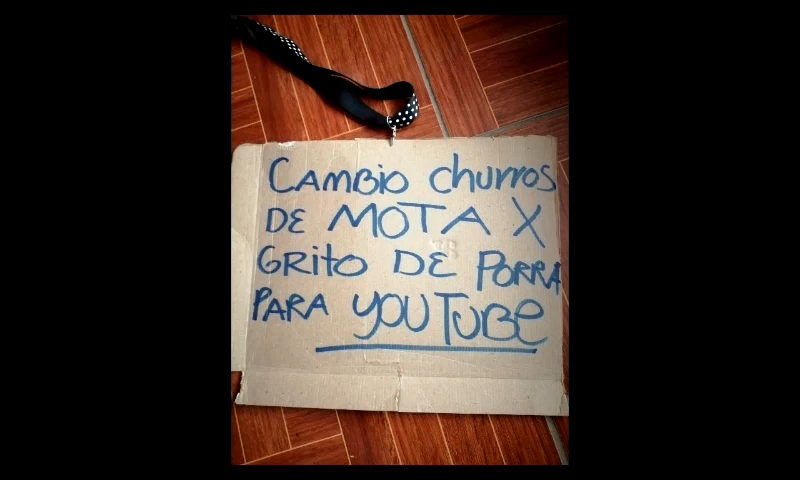 CAMBIO churros
DE MOTA X
GRITO DE PORRA
PARA YOUTUBE